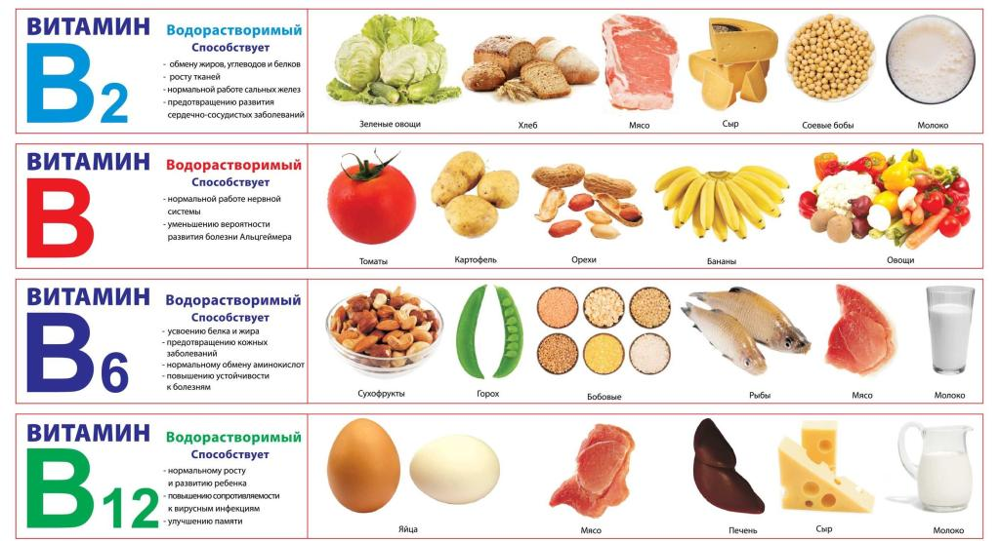 ВИТАМИН
B2
Водорастворимый
Способствует
- обмену жиров, углеводов и белков
- росту тканей
- нормальной работе сальных желез
- предотвращению развития
сердечно-сосудистых заболеваний
Зеленые овощи
Хлеб
Мясо
Сыр
Соевые бобы
Молоко
ВИТАМИН
B
Водорастворимый
Способствует
- нормальной работе нервной
системы
- уменьшению вероятности
развития болезни Альцгеймера
Томаты
Картофель
Орехи
Бананы
Овощи
ВИТАМИН
B6
Водорастворимый
Способствует
- усвоению белка и жира
- предотвращению кожных
заболеваний
- нормальному обмену аминокислот
- повышению устойчивости
к болезням
Сухофрукты
Горох
Бобовые
Рыбы
Мясо
Молоко
ВИТАМИН
B12
Водорастворимый
Способствует
- нормальному росту
и развитию ребенка
- повышению сопротивляемости
к вирусным инфекциям
- улучшению памяти
Яйца
Мясо
Печень
Сыр
Молоко